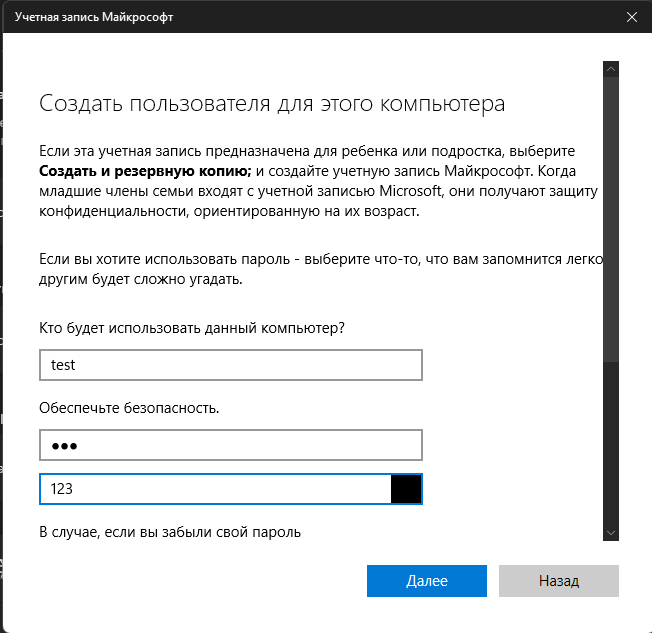 Учетная запись Майкрософт
Создать пользователя для этого компьютера
Если эта учетная запись предназначена для ребенка или подростка, выберите
Создать и резервную копию; и создайте учетную запись Майкрософт. Когда
младшие члены семьи входят с учетной записью Microsoft, они получают защиту
конфиденциальности, ориентированную на их возраст.
Если вы хотите использовать пароль - выберите что-то, что вам запомнится легко
другим будет сложно угадать.
Кто будет использовать данный компьютер?
test
Обеспечьте безопасность.
123
В случае, если вы забыли свой пароль
Далее
Назад